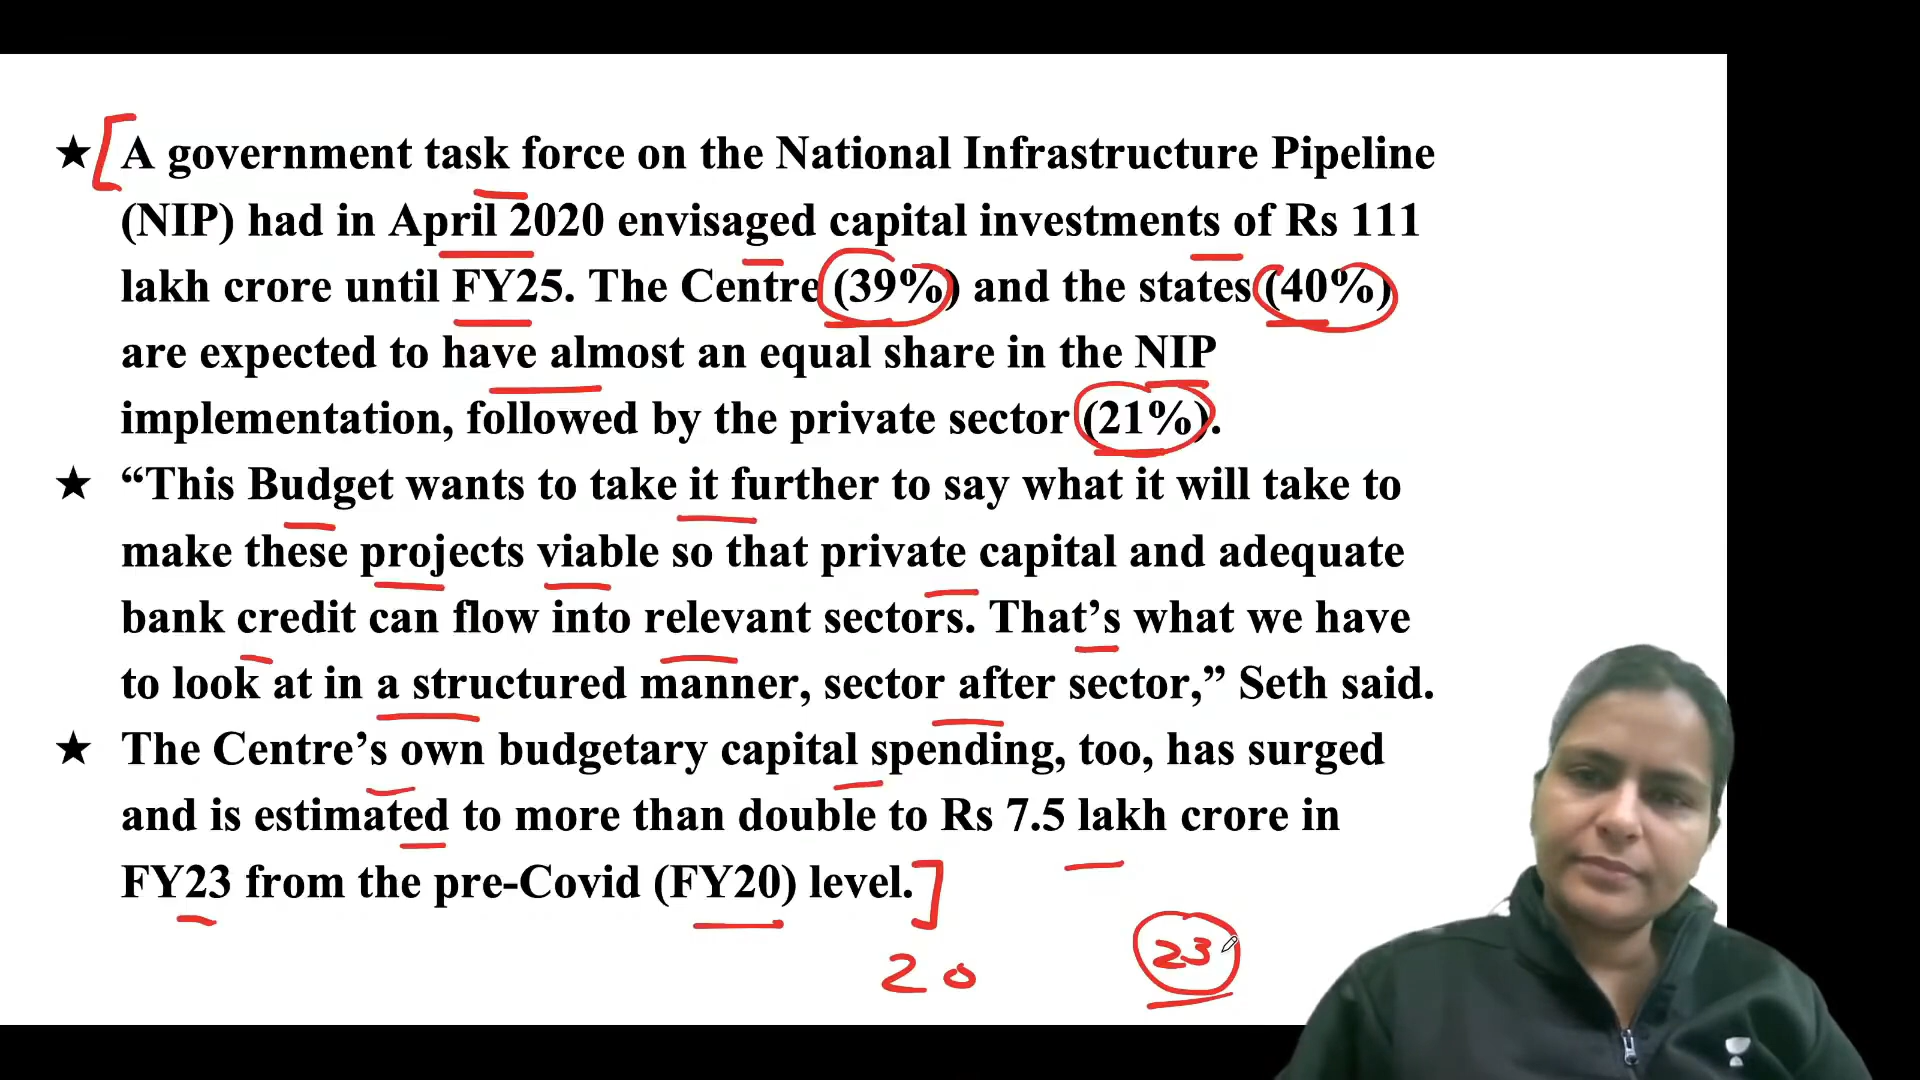 ★ A government task force on the National Infrastructure Pipeline
(NIP) had in April 2020 envisaged capital investments of Rs 111
lakh crore until FY25. The Centre (39%) and the states (40%)
are expected to have almost an equal share in the NIP
implementation, followed by the private sector (21%).
★ “This Budget wants to take it further to say what it will take to
make these projects viable so that private capital and adequate
bank credit can flow into relevant sectors. That’s what we have
to look at in a structured manner, sector after sector,” Seth said.
★ The Centre’s own budgetary capital spending, too, has surged
and is estimated to more than double to Rs 7.5 lakh crore in
FY23 from the pre-Covid (FY20) level.
20 23